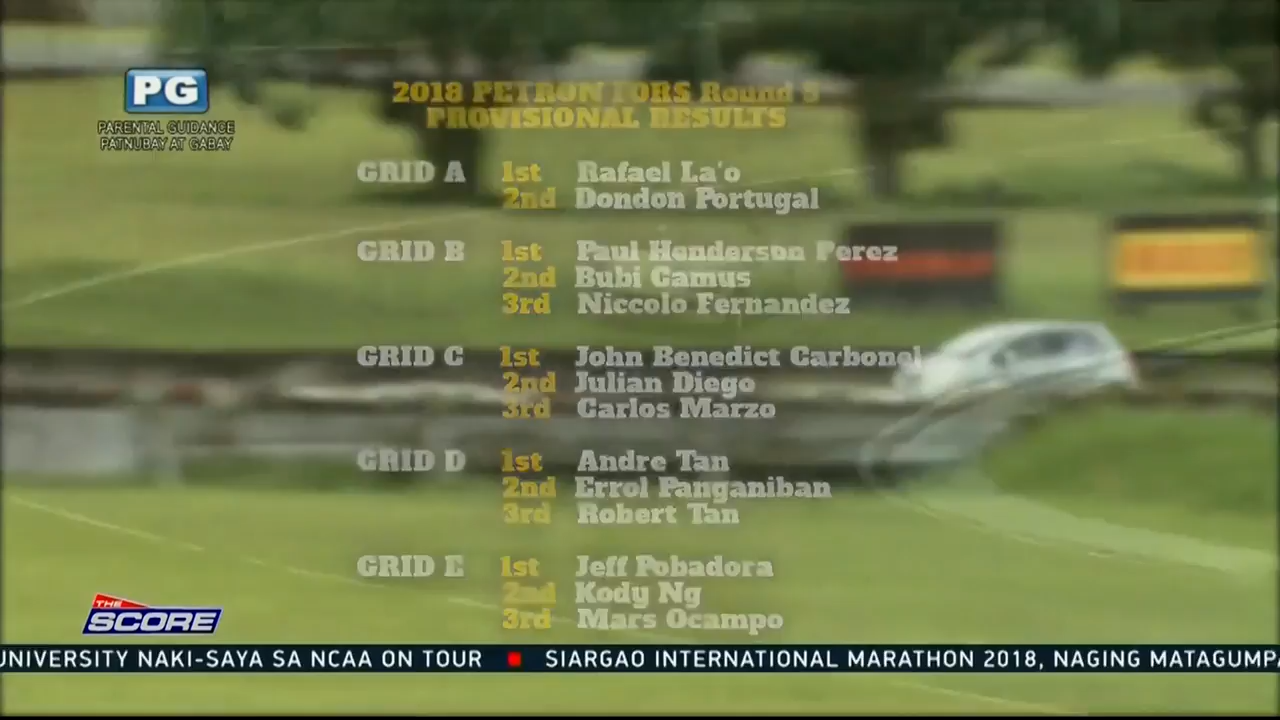 PG
PARENTAL GUIDANCE
PATNUBAY AT GABAY
2018 PETRON TORS Round 5
PROVISIONAL RESULTS
GRID A 1st Rafael La'o
2nd Dondon Portugal
GRID B 1st Paul Henderson Perez
2nd Bubi Camus
3rd Niccolo Fernandez
GRID C 1st John Benedict Carbonel
2nd Julian Diego
3rd Carlos Marzo
GRID D 1st Andre Tan
2nd Errol Panganiban
3rd Robert Tan
GRID E 1st Jeff Pobadora
2nd Kody Ng
3rd Mars Ocampo
THE SCORE
UNIVERSITY NAKI-SAYA SA NCAA ON TOUR SIARGAO INTERNATIONAL MARATHON 2018, NAGING MATAGUMPA